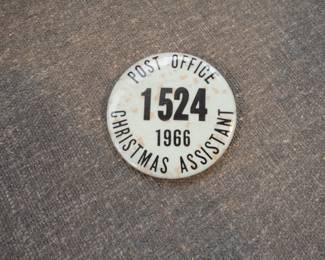 POST OFFICE
1524
1966
CHRISTMAS ASSISTANT